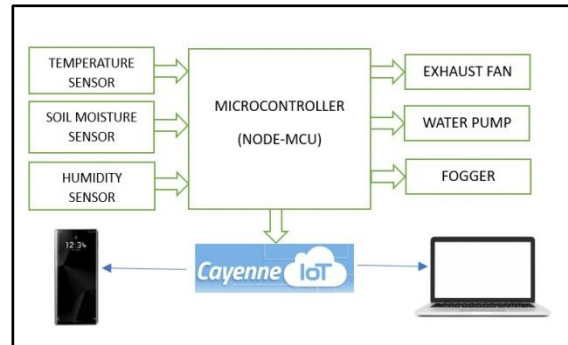 TEMPERATURE
SENSOR
SOIL MOISTURE
SENSOR
HUMIDITY
SENSOR
MICROCONTROLLER
(NODE-MCU)
EXHAUST FAN
WATER PUMP
FOGGER
12:34
Cayenne IoT